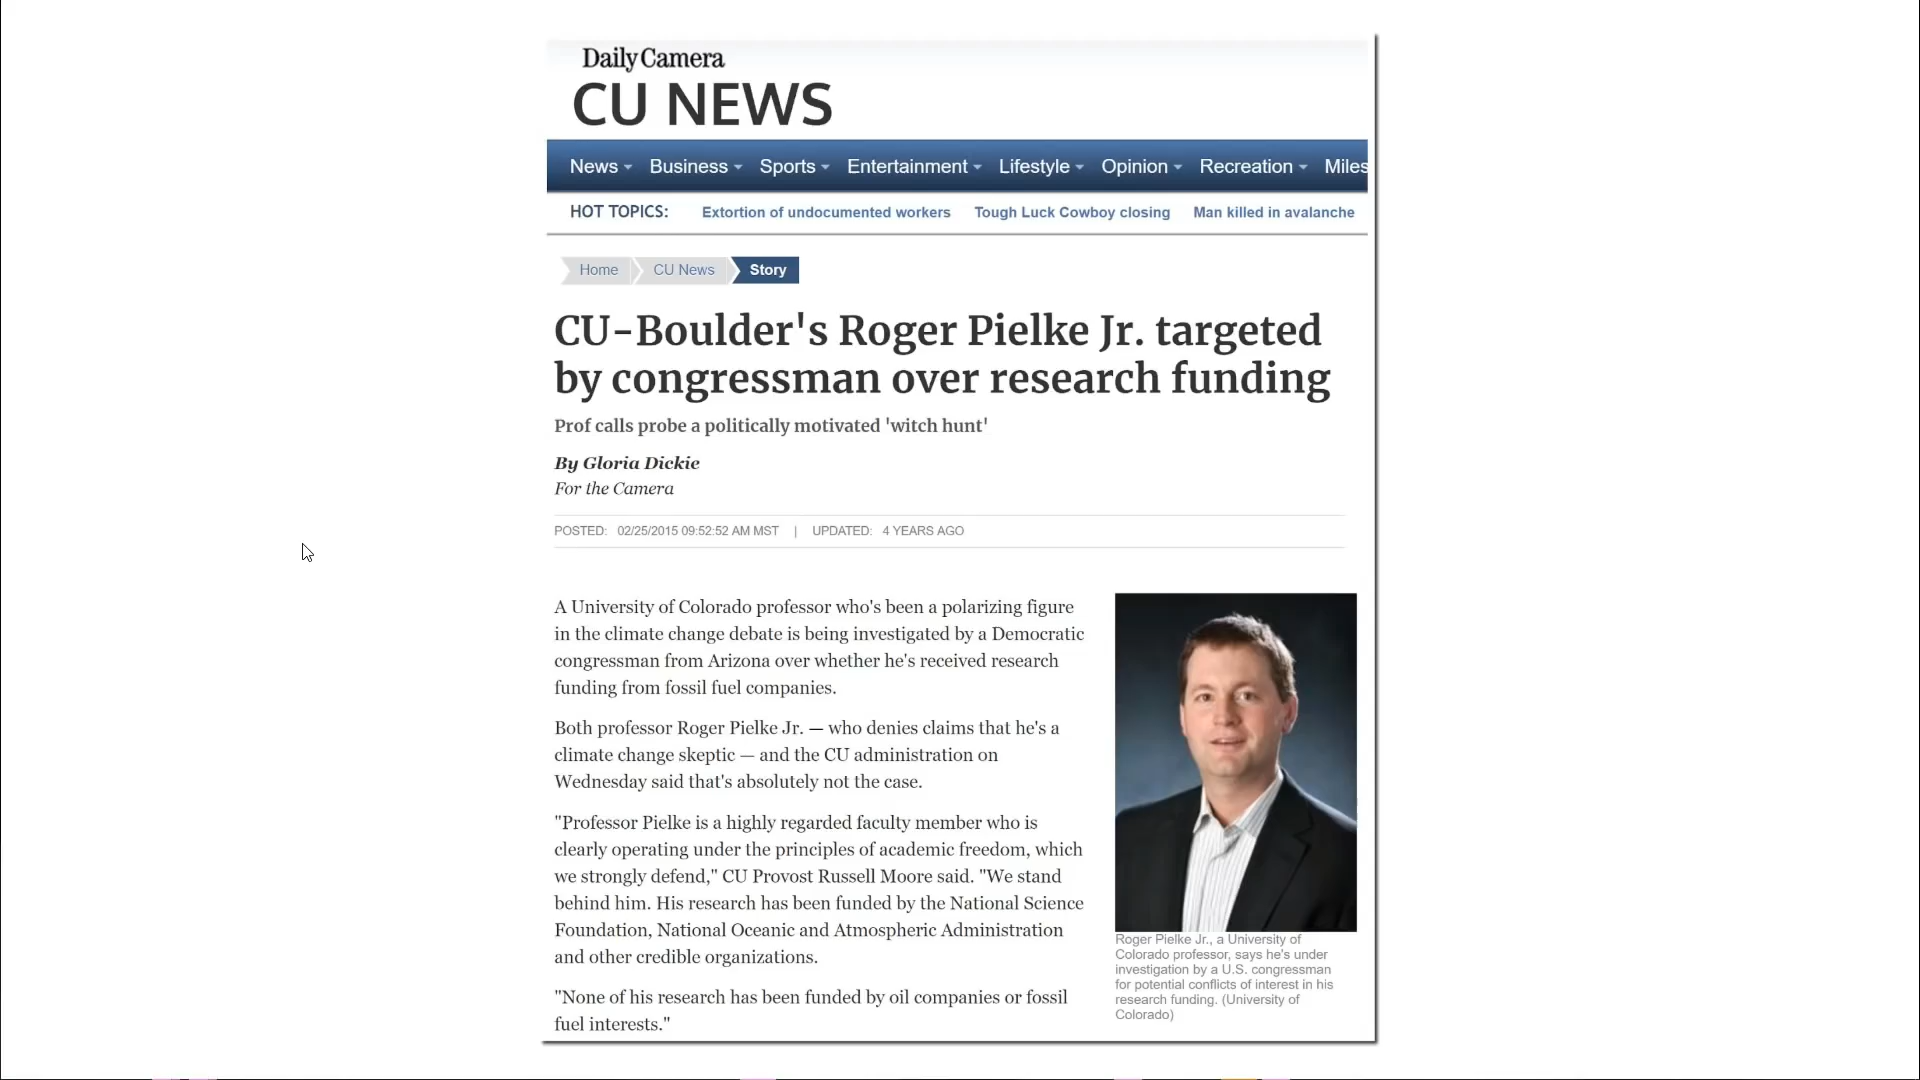 Daily Camera
CU NEWS
News Business Sports Entertainment Lifestyle Opinion Recreation Miles
HOT TOPICS: Extortion of undocumented workers Tough Luck Cowboy closing Man killed in avalanche
Home CU News Story
CU-Boulder's Roger Pielke Jr. targeted
by congressman over research funding
Prof calls probe a politically motivated 'witch hunt'
By Gloria Dickie
For the Camera
POSTED: 02/25/2015 09:52:52 AM MST | UPDATED: 4 YEARS AGO
A University of Colorado professor who's been a polarizing figure
in the climate change debate is being investigated by a Democratic
congressman from Arizona over whether he's received research
funding from fossil fuel companies.
Both professor Roger Pielke Jr. — who denies claims that he's a
climate change skeptic — and the CU administration on
Wednesday said that's absolutely not the case.
"Professor Pielke is a highly regarded faculty member who is
clearly operating under the principles of academic freedom, which
we strongly defend," CU Provost Russell Moore said. "We stand
behind him. His research has been funded by the National Science
Foundation, National Oceanic and Atmospheric Administration
and other credible organizations.
"None of his research has been funded by oil companies or fossil
fuel interests."
Roger Pielke Jr., a University of
Colorado professor, says he's under
investigation by a U.S. congressman
for potential conflicts of interest in his
research funding. (University of
Colorado)